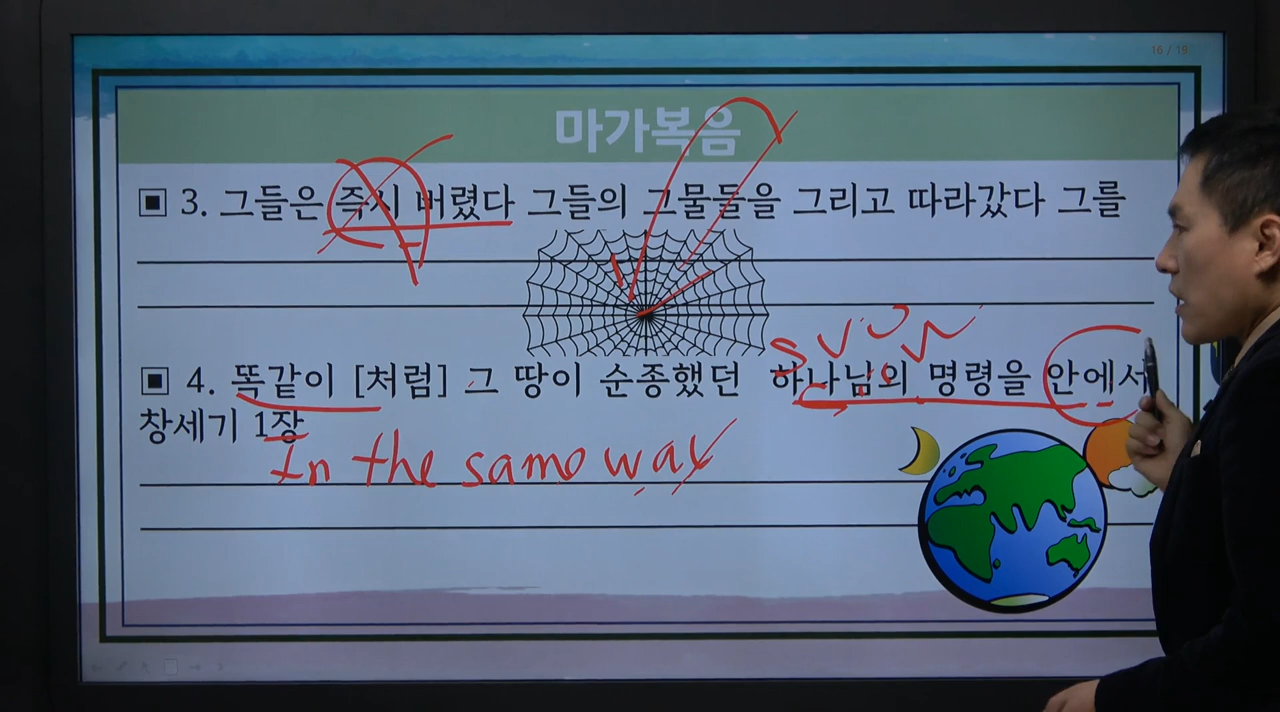 16 / 19
마가복음
▣ 3. 그들은 즉시 버렸다 그들의 그물들을 그리고 따라갔다 그를
▣ 4. 똑같이 [처럼] 그 땅이 순종했던 하나님의 명령을 안에서
창세기 1장
In the same way